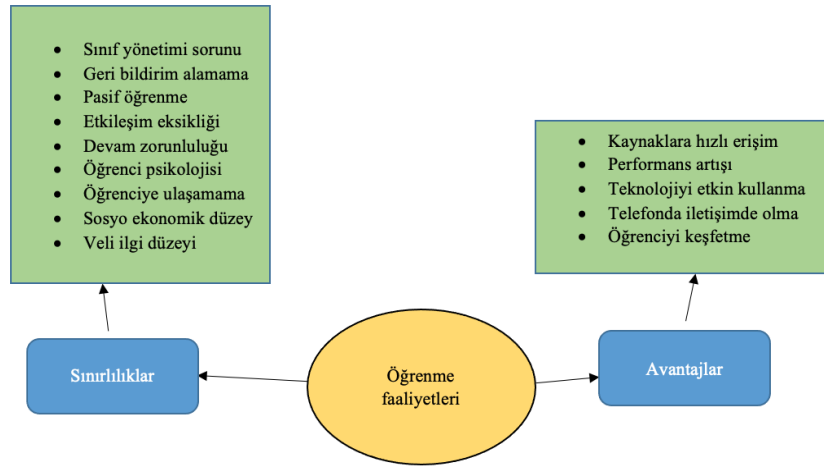 Sınıf yönetimi sorunu
Geri bildirim alamama
Pasif öğrenme
Etkileşim eksikliği
Devam zorunluluğu
Öğrenci psikolojisi
Öğrenciye ulaşamama
Sosyo ekonomik düzey
Veli ilgi düzeyi
Kaynaklara hızlı erişim
Performans artışı
Teknolojiyi etkin kullanma
Telefonda iletişimde olma
Öğrenciyi keşfetme
Sınırlılıklar
Öğrenme
faaliyetleri
Avantajlar